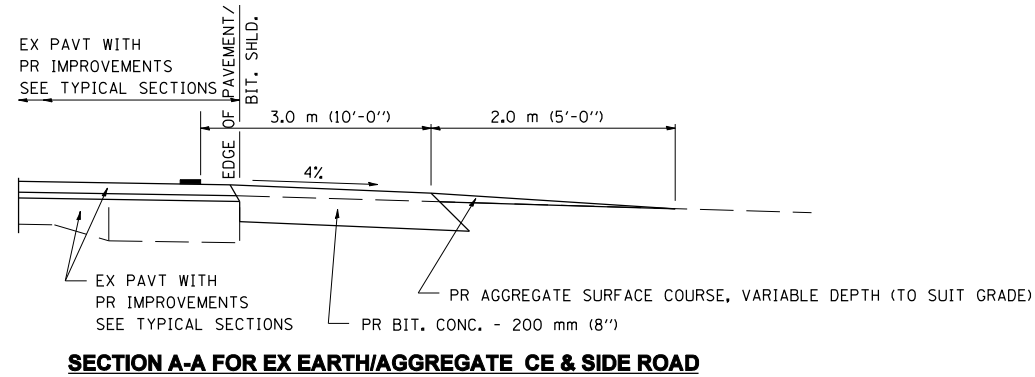 EX PAVT WITH
PR IMPROVEMENTS
SEE TYPICAL SECTIONS
EDGE OF PAVEMENT/
BIT. SHLD.
3.0 m (10'-0'')
2.0 m (5'-0'')
4%
EX PAVT WITH
PR IMPROVEMENTS
SEE TYPICAL SECTIONS
PR AGGREGATE SURFACE COURSE, VARIABLE DEPTH (TO SUIT GRADE)
PR BIT. CONC. - 200 mm (8'')
SECTION A-A FOR EX EARTH/AGGREGATE CE & SIDE ROAD